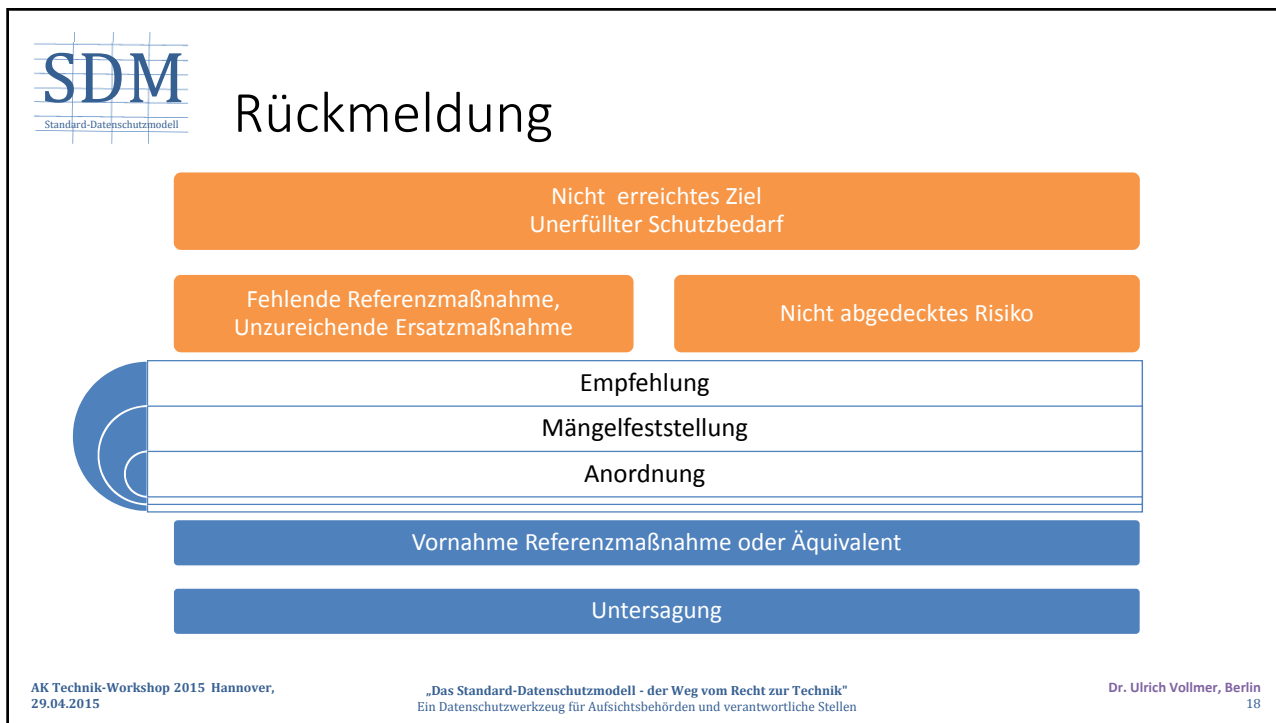 SDM
Standard-Datenschutzmodell
Rückmeldung
Nicht erreichtes Ziel
Unerfüllter Schutzbedarf
Fehlende Referenzmaßnahme,
Unzureichende Ersatzmaßnahme
Nicht abgedecktes Risiko
Empfehlung
Mängelfeststellung
Anordnung
Vornahme Referenzmaßnahme oder Äquivalent
Untersagung
AK Technik-Workshop 2015 Hannover,
29.04.2015
„Das Standard-Datenschutzmodell - der Weg vom Recht zur Technik"
Ein Datenschutzwerkzeug für Aufsichtsbehörden und verantwortliche Stellen
Dr. Ulrich Vollmer, Berlin
18